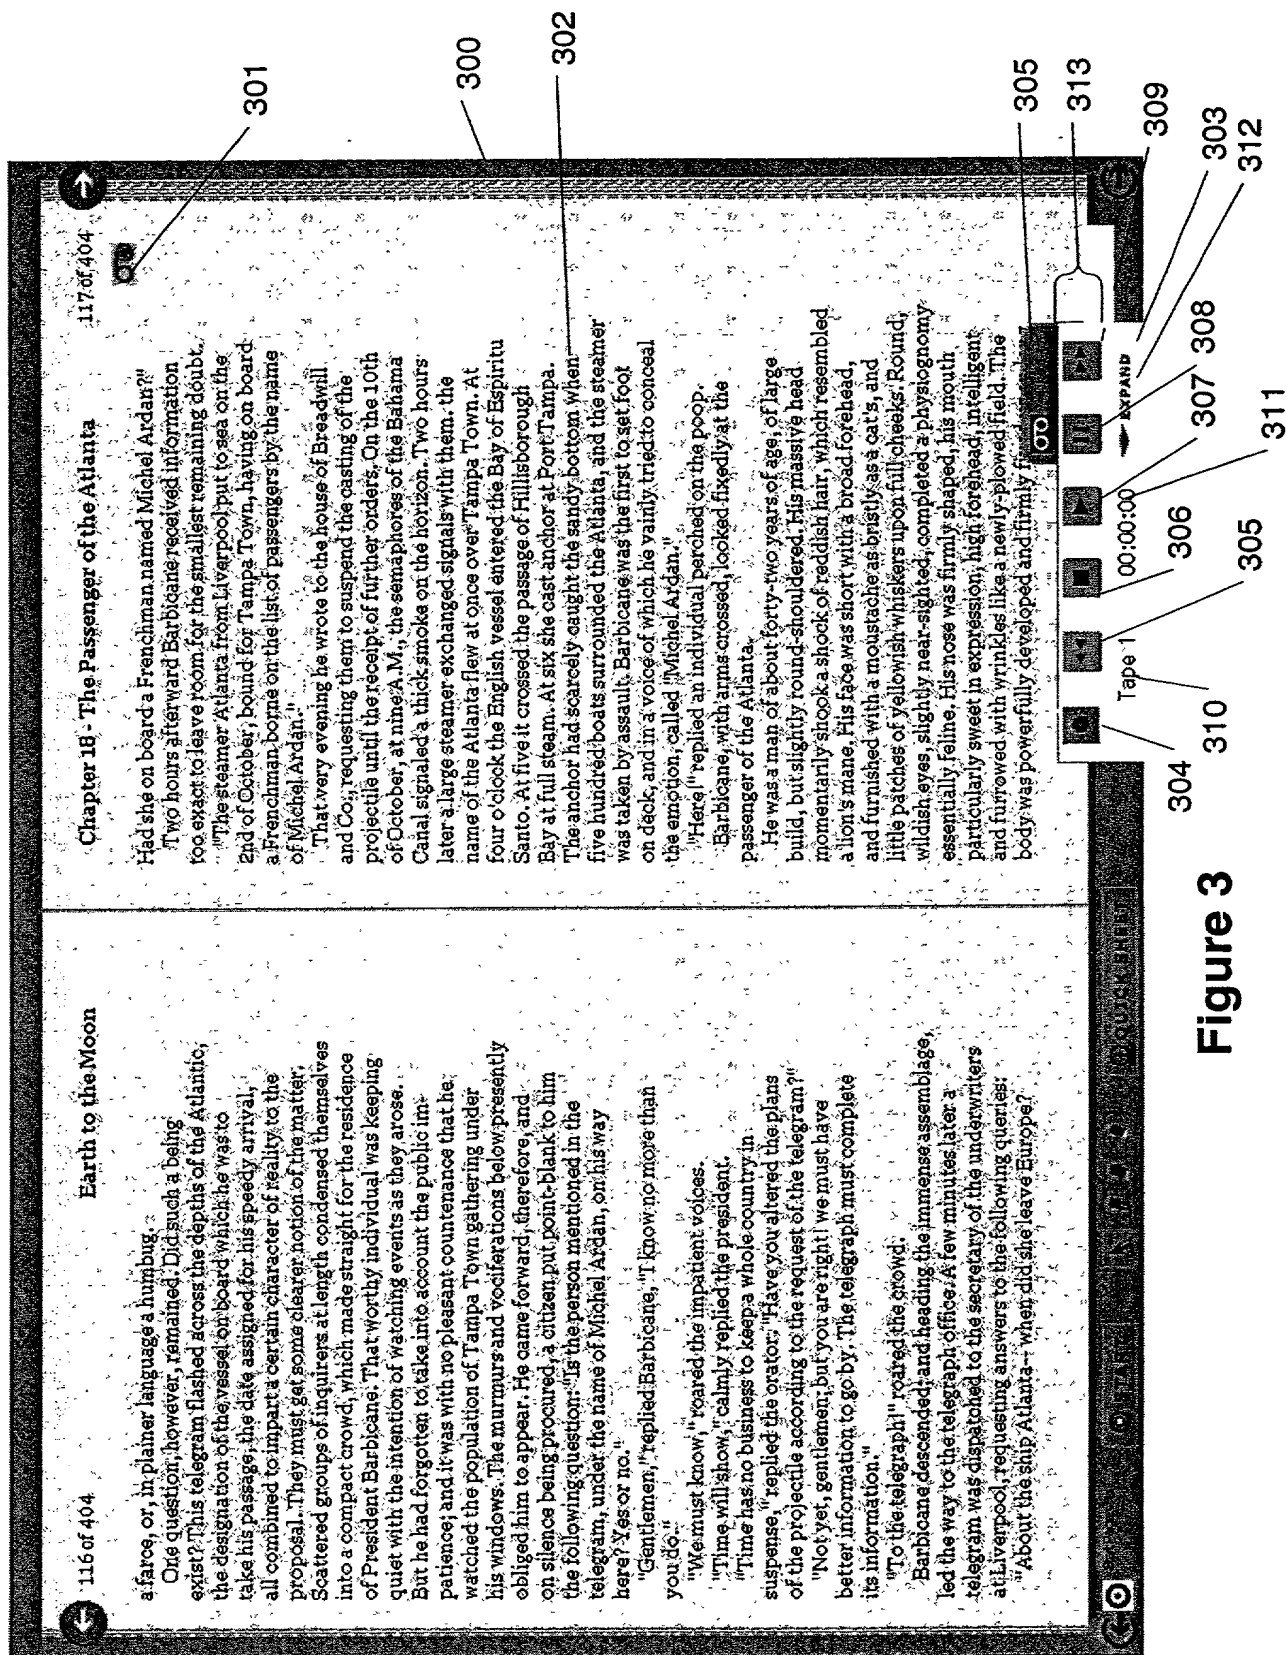 116 of 404
Earth to the Moon
a farce, or, in plainer language a humbug.
One question, however, remained. Did such a being
exist? This telegram flashed across the depths of the Atlantic,
the designation of the vessel on board which he was to
take his passage, the date assigned for his speedy arrival,
all combined to impart a certain character of reality to the
proposal. They must get some clearer notion of the matter.
Scattered groups of inquirers at length condensed themselves
into a compact crowd, which made straight for the residence
of President Barbicane. That worthy individual was keeping
quiet with the intention of watching events as they arose.
But he had forgotten to take into account the public im-
patience; and it was with no pleasant countenance that he
watched the population of Tampa Town gathering under
his windows. The murmurs and vociferations below presently
obliged him to appear. He came forward, therefore, and
on silence being procured, a citizen put point-blank to him
the following question: "Is the person mentioned in the
telegram, under the name of Michel Ardan, on his way
here? Yes or no."
"Gentlemen," replied Barbicane, "I know no more than
you do."
"We must know," roared the impatient voices.
"Time will show," calmly replied the president.
"Time has no business to keep a whole country in
suspense," replied the orator. "Have you altered the plans
of the projectile according to the request of the telegram?"
"Not yet, gentlemen; but you are right! we must have
better information to go by. The telegraph must complete
its information."
"To the telegraph!" roared the crowd.
Barbicane descended; and heading the immense assemblage,
led the way to the telegraph office. A few minutes later a
telegram was dispatched to the secretary of the underwriters
at Liverpool, requesting answers to the following queries:
"About the ship Atlanta-- when did she leave Europe?
Chapter 18 - The Passenger of the Atlanta
117 of 404
Had she on board a Frenchman named Michel Ardan?"
Two hours afterward Barbicane received information
too exact to leave room for the smallest remaining doubt.
"The steamer Atlanta from Liverpool put to sea on the
2nd of October, bound for Tampa Town, having on board
a Frenchman borne on the list of passengers by the name
of Michel Ardan."
That very evening he wrote to the house of Breadwill
and Co., requesting them to suspend the casting of the
projectile until the receipt of further orders. On the 10th
of October, at nine A.M., the semaphores of the Bahama
Canal signaled a thick smoke on the horizon. Two hours
later a large steamer exchanged signals with them. the
name of the Atlanta flew at once over Tampa Town. At
four o'clock the English vessel entered the Bay of Espiritu
Santo. At five it crossed the passage of Hillsborough
Bay at full steam. At six she cast anchor at Port Tampa.
The anchor had scarcely caught the sandy bottom when
five hundred boats surrounded the Atlanta, and the steamer
was taken by assault. Barbicane was the first to set foot
on deck, and in a voice of which he vainly tried to conceal
the emotion, called "Michel Ardan."
"Here!" replied an individual perched on the poop.
Barbicane, with arms crossed, looked fixedly at the
passenger of the Atlanta.
He was a man of about forty-two years of age, of large
build, but slightly round-shouldered. His massive head
momentarily shook a shock of reddish hair, which resembled
a lion's mane. His face was short with a broad forehead,
and furnished with a moustache as bristly as a cat's, and
little patches of yellowish whiskers upon full cheeks. Round,
wildish eyes, slightly near-sighted, completed a physiognomy
essentially feline. His nose was firmly shaped, his mouth
particularly sweet in expression, high forehead, intelligent
and furrowed with wrinkles like a newly-plowed field. The
body was powerfully developed and firmly
START
QUICK SHEET
Tape 1
00:00:00
EXPAND
301
300
302
305
313
309
303
312
308
311
307
305
306
310
304
Figure 3